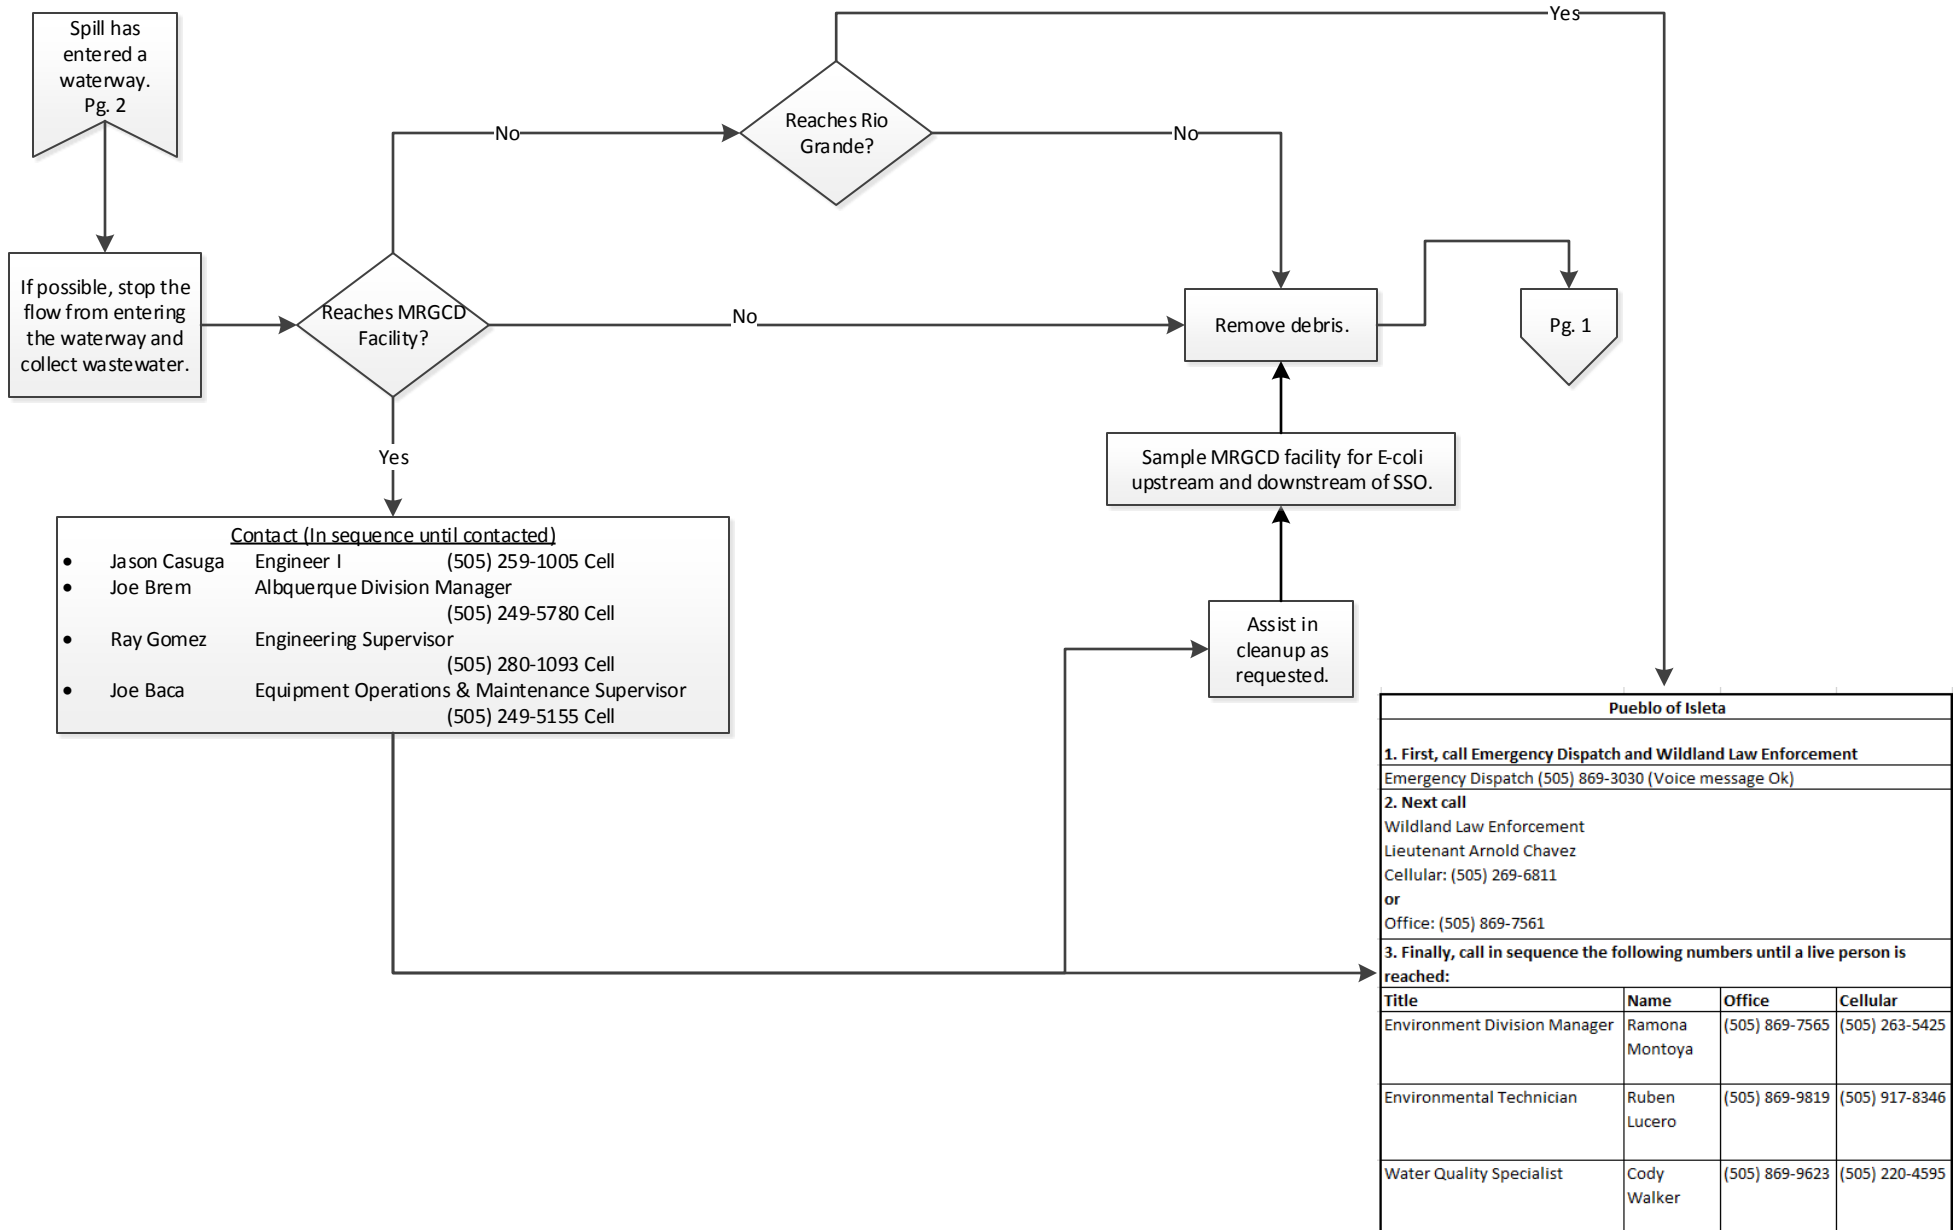 Spill has
entered a
waterway.
Pg. 2
Yes
Reaches Rio
Grande?
No
No
If possible, stop the
flow from entering
the waterway and
collect wastewater.
Reaches MRGCD
Facility?
No
Remove debris.
Pg. 1
Yes
Sample MRGCD facility for E-coli
upstream and downstream of SSO.
Contact (In sequence until contacted)
• Jason Casuga Engineer I (505) 259-1005 Cell
• Joe Brem Albquerque Division Manager
(505) 249-5780 Cell
• Ray Gomez Engineering Supervisor
(505) 280-1093 Cell
• Joe Baca Equipment Operations & Maintenance Supervisor
(505) 249-5155 Cell
Assist in
cleanup as
requested.
Pueblo of Isleta
1. First, call Emergency Dispatch and Wildland Law Enforcement
Emergency Dispatch (505) 869-3030 (Voice message Ok)
2. Next call
Wildland Law Enforcement
Lieutenant Arnold Chavez
Cellular: (505) 269-6811
or
Office: (505) 869-7561
3. Finally, call in sequence the following numbers until a live person is
reached:
Title Name Office Cellular
Environment Division Manager Ramona (505) 869-7565 (505) 263-5425
Montoya
Environmental Technician Ruben (505) 869-9819 (505) 917-8346
Lucero
Water Quality Specialist Cody (505) 869-9623 (505) 220-4595
Walker